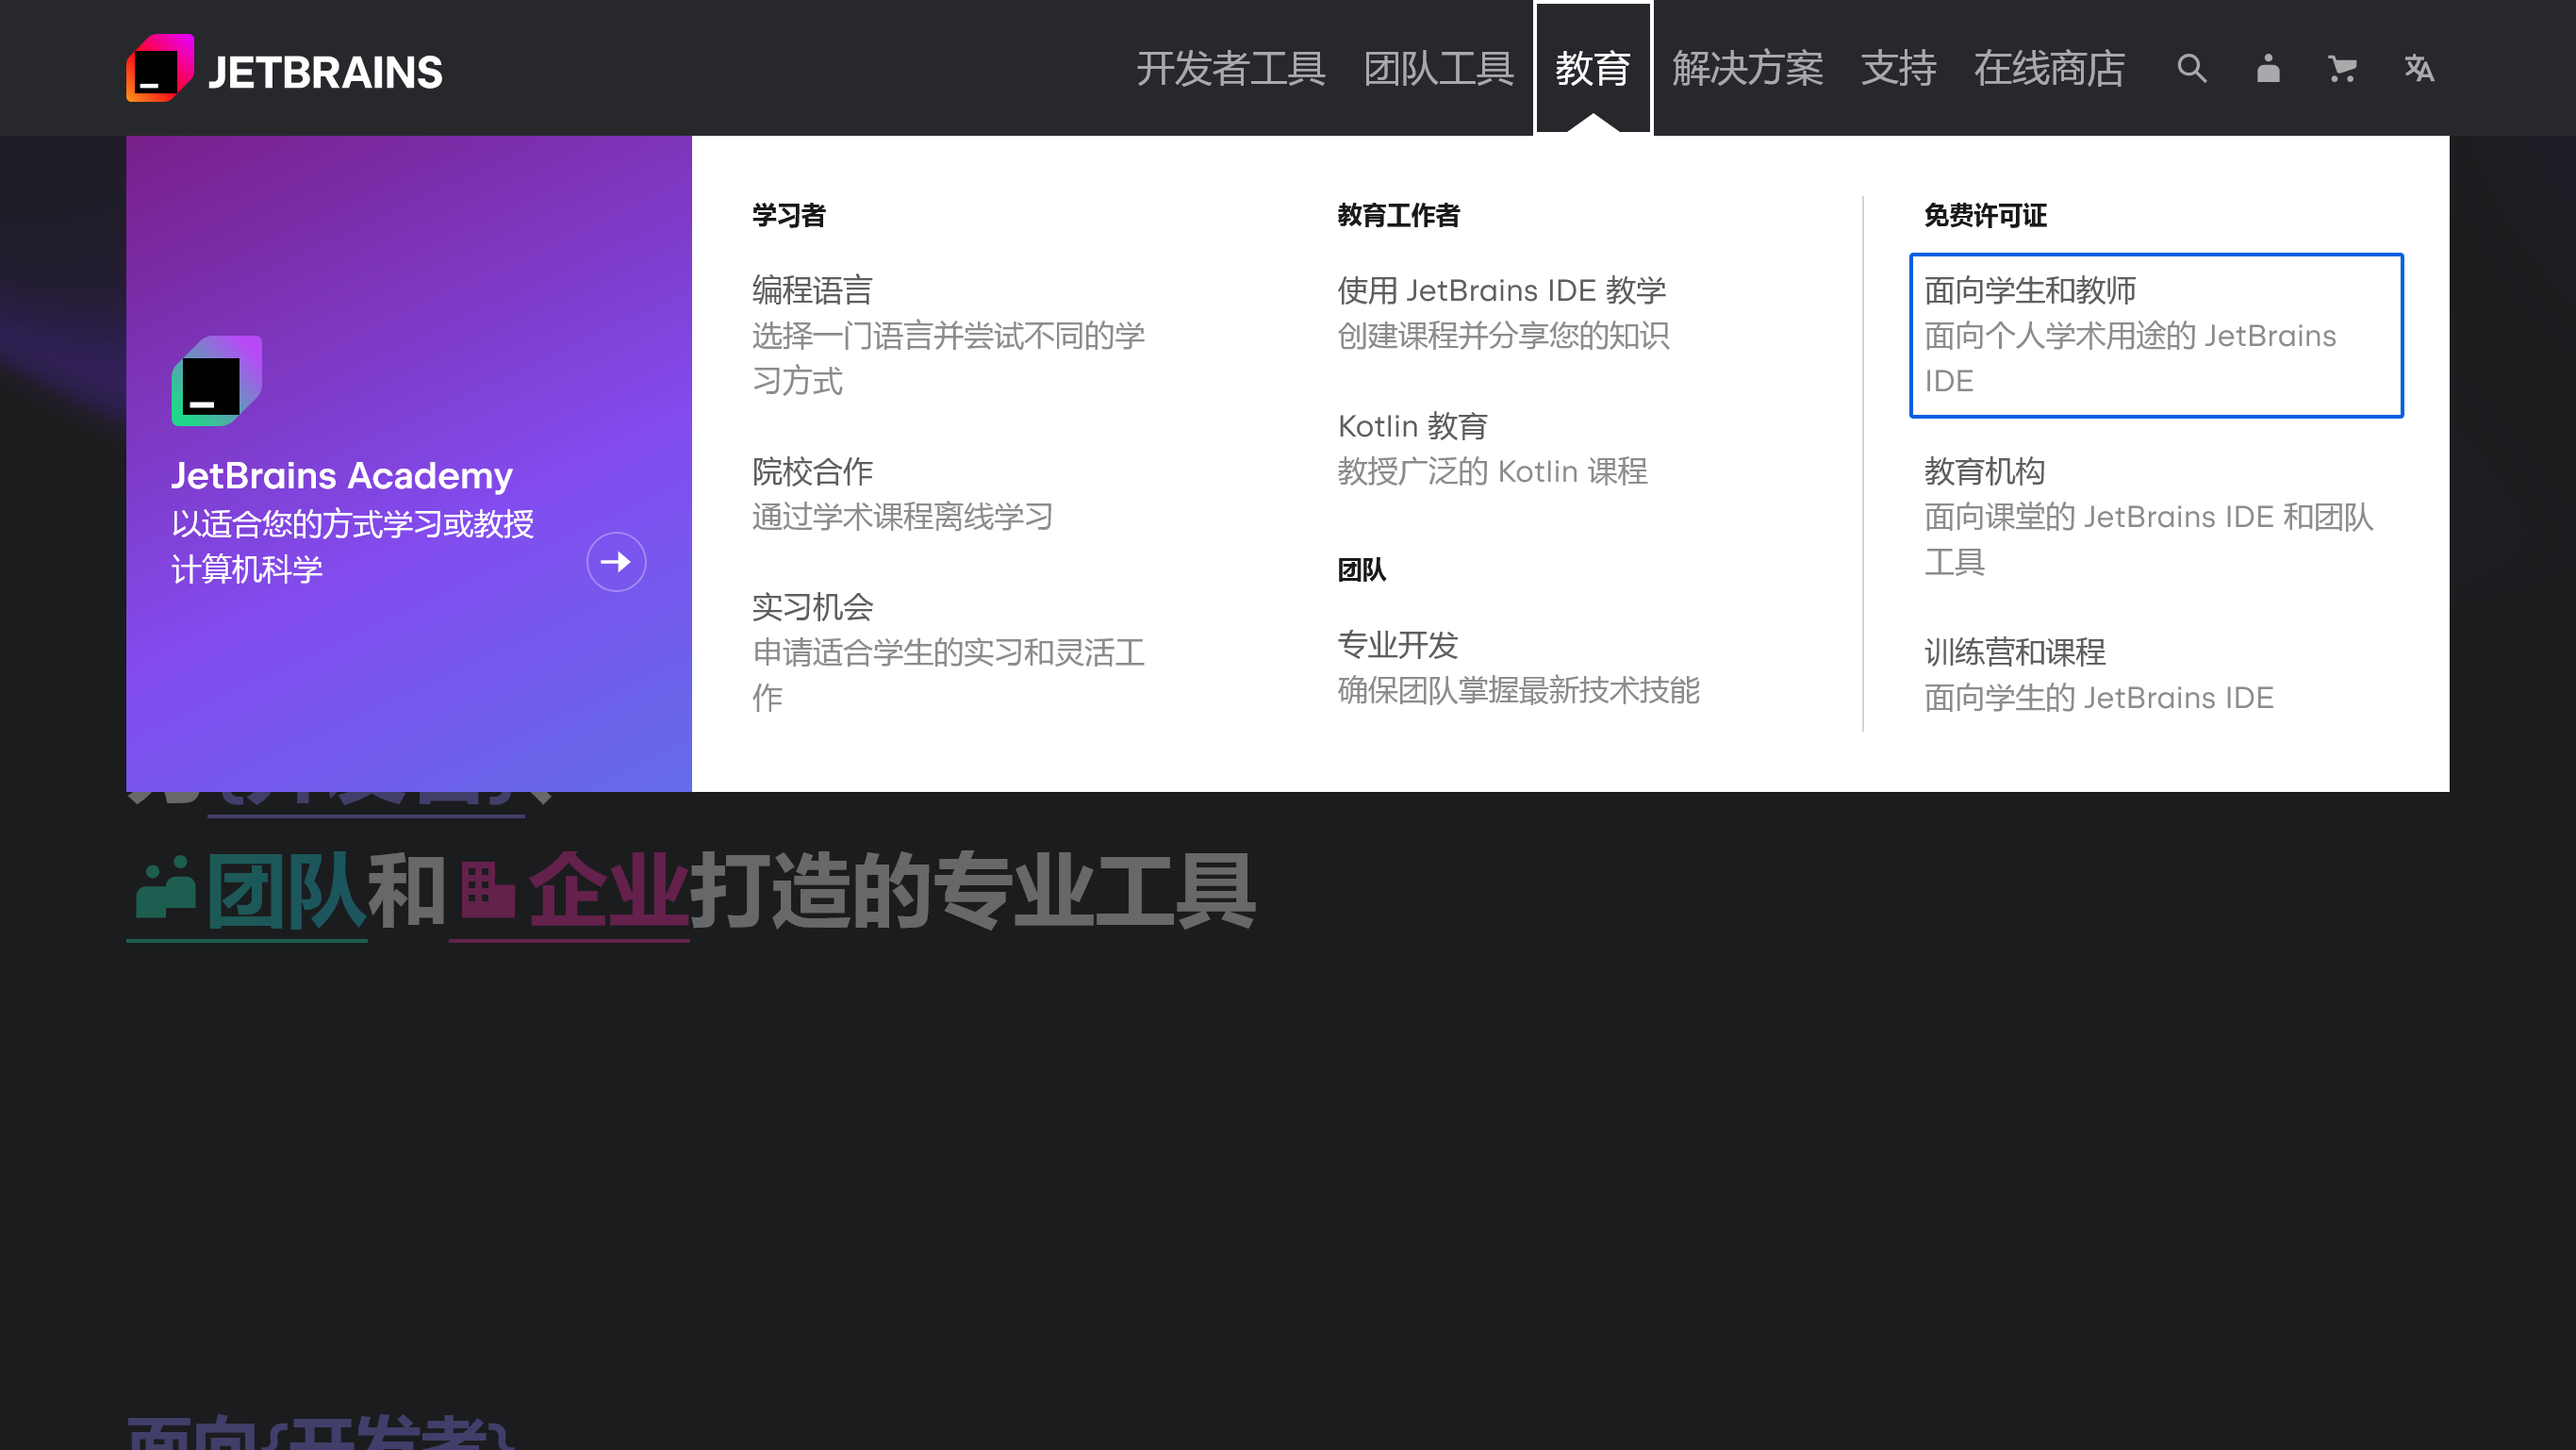 JETBRAINS
开发者工具 团队工具 教育 解决方案 支持 在线商店
JetBrains Academy
以适合您的方式学习或教授
计算机科学
学习者
编程语言
选择一门语言并尝试不同的学
习方式
院校合作
通过学术课程离线学习
实习机会
申请适合学生的实习和灵活工
作
教育工作者
使用 JetBrains IDE 教学
创建课程并分享您的知识
Kotlin 教育
教授广泛的 Kotlin 课程
团队
专业开发
确保团队掌握最新技术技能
免费许可证
面向学生和教师
面向个人学术用途的 JetBrains
IDE
教育机构
面向课堂的 JetBrains IDE 和团队
工具
训练营和课程
面向学生的 JetBrains IDE
团队和企业打造的专业工具
面向{开发者}